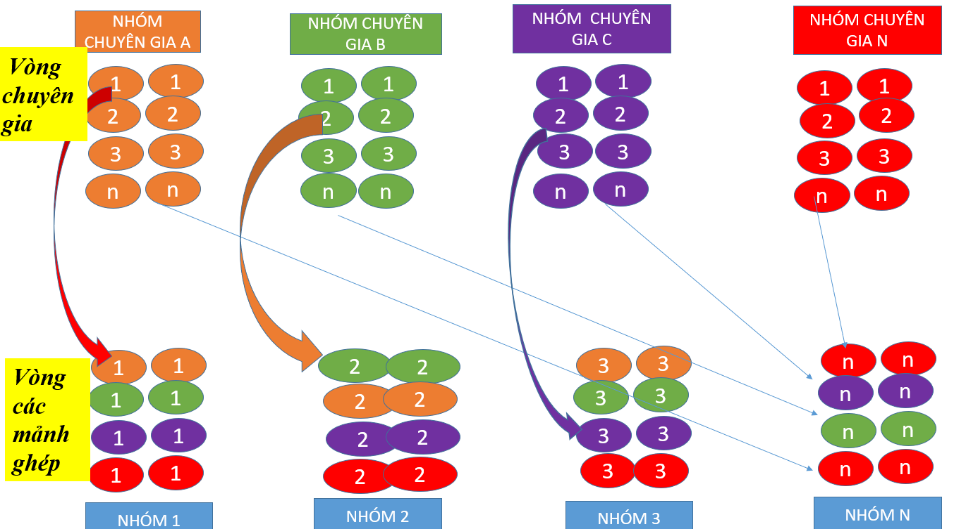 NHÓM
CHUYÊN GIA A
NHÓM CHUYÊN
GIA B
NHÓM CHUYÊN
GIA C
NHÓM CHUYÊN
GIA N
Vòng
chuyên
gia
1 1 1 1 1 1 1 1
2 2 2 2 2 2 2 2
3 3 3 3 3 3 3 3
n n n n n n n n
Vòng
các
mảnh
ghép
1 1 2 2 3 3 n n
1 1 2 2 3 3 n n
1 1 2 2 3 3 n n
1 1 2 2 3 3 n n
NHÓM 1
NHÓM 2
NHÓM 3
NHÓM N